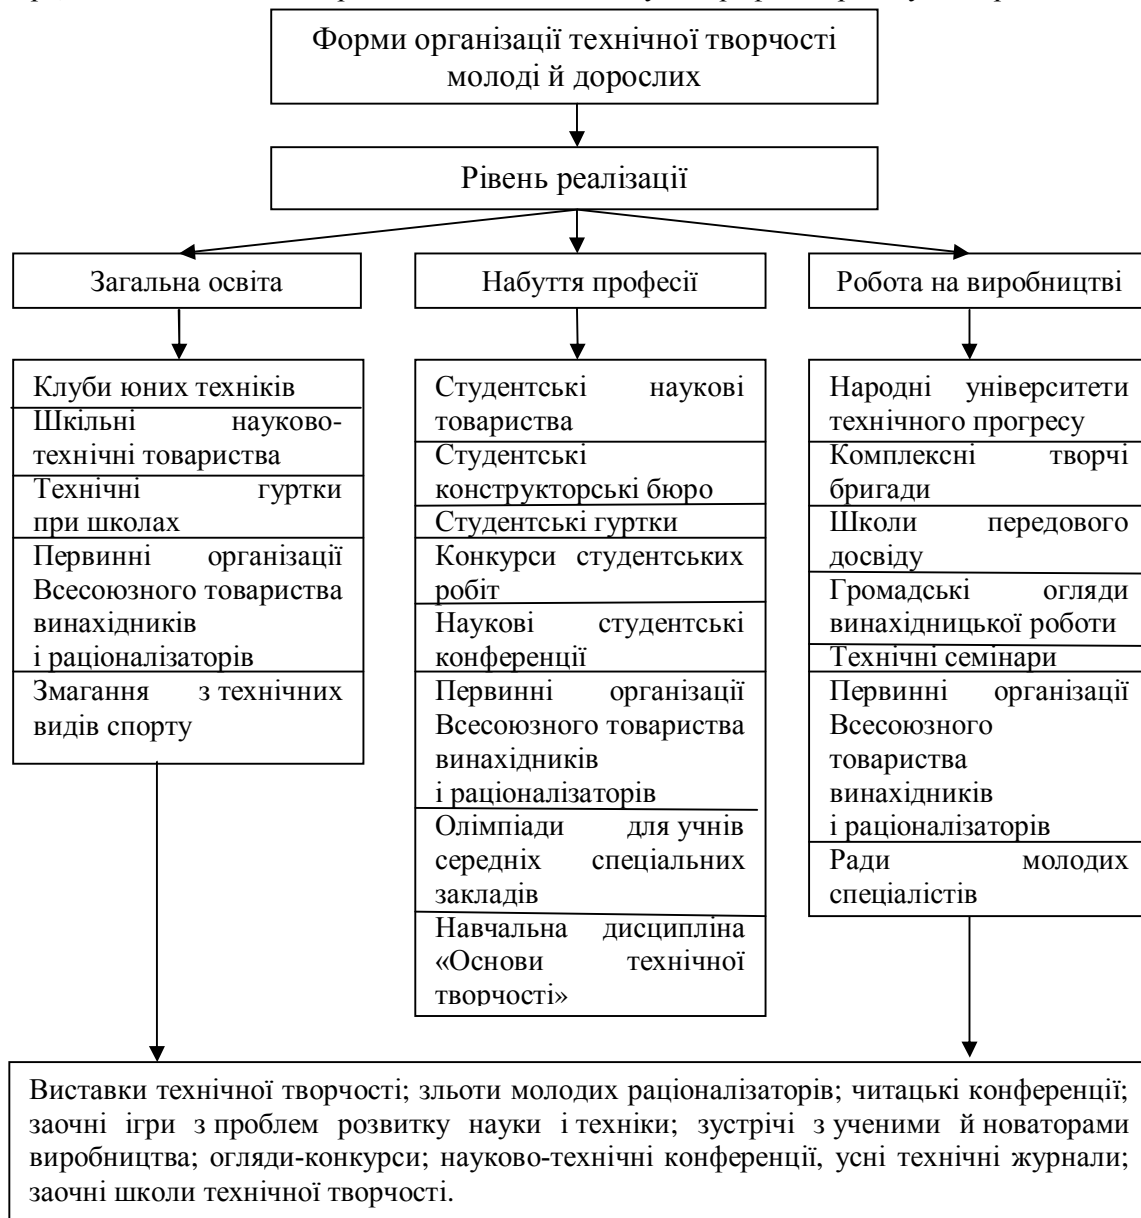 Форми організації технічної творчості
молоді й дорослих
Рівень реалізації
Загальна освіта
Набуття професії
Робота на виробництві
Клуби юних техніків
Шкільні науково-
технічні товариства
Технічні гуртки
при школах
Первинні організації
Всесоюзного товариства
винахідників
і раціоналізаторів
Змагання з технічних
видів спорту
Студентські наукові
товариства
Студентські
конструкторські бюро
Студентські гуртки
Конкурси студентських
робіт
Наукові студентські
конференції
Первинні організації
Всесоюзного товариства
винахідників
і раціоналізаторів
Олімпіади для учнів
середніх спеціальних
закладів
Навчальна дисципліна
«Основи технічної
творчості»
Народні університети
технічного прогресу
Комплексні творчі
бригади
Школи передового
досвіду
Громадські огляди
винахідницької роботи
Технічні семінари
Первинні організації
Всесоюзного
товариства
винахідників
і раціоналізаторів
Ради молодих
спеціалістів
Виставки технічної творчості; зльоти молодих раціоналізаторів; читацькі конференції;
заочні ігри з проблем розвитку науки і техніки; зустрічі з ученими й новаторами
виробництва; огляди-конкурси; науково-технічні конференції, усні технічні журнали;
заочні школи технічної творчості.